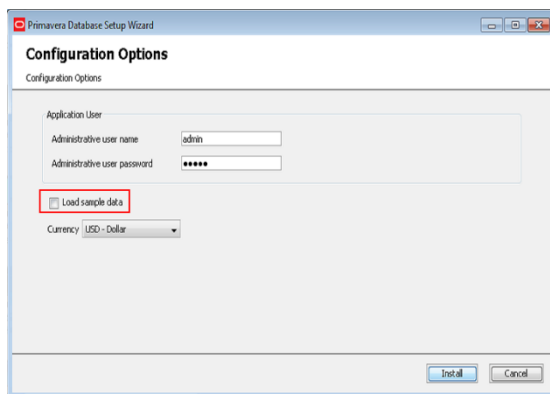 Primavera Database Setup Wizard
Configuration Options
Configuration Options
Application User
Administrative user name admin
Administrative user password •••••
Load sample data
Currency USD - Dollar
Install Cancel